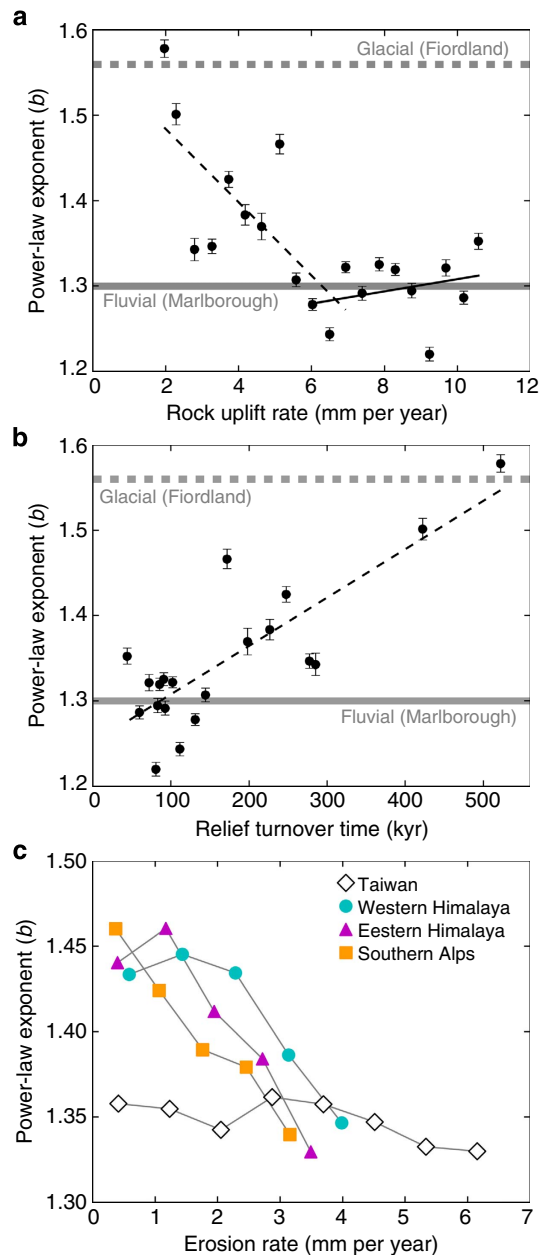 a
1.6
1.5
1.4
1.3
1.2
Power-law exponent (b)
Glacial (Fiordland)
Fluvial (Marlborough)
0
2
4
6
8
10
12
Rock uplift rate (mm per year)
b
1.6
1.5
1.4
1.3
1.2
Power-law exponent (b)
Glacial (Fiordland)
Fluvial (Marlborough)
0
100
200
300
400
500
Relief turnover time (kyr)
c
1.50
1.45
1.40
1.35
1.30
Power-law exponent (b)
Taiwan
Western Himalaya
Eestern Himalaya
Southern Alps
0
1
2
3
4
5
6
7
Erosion rate (mm per year)